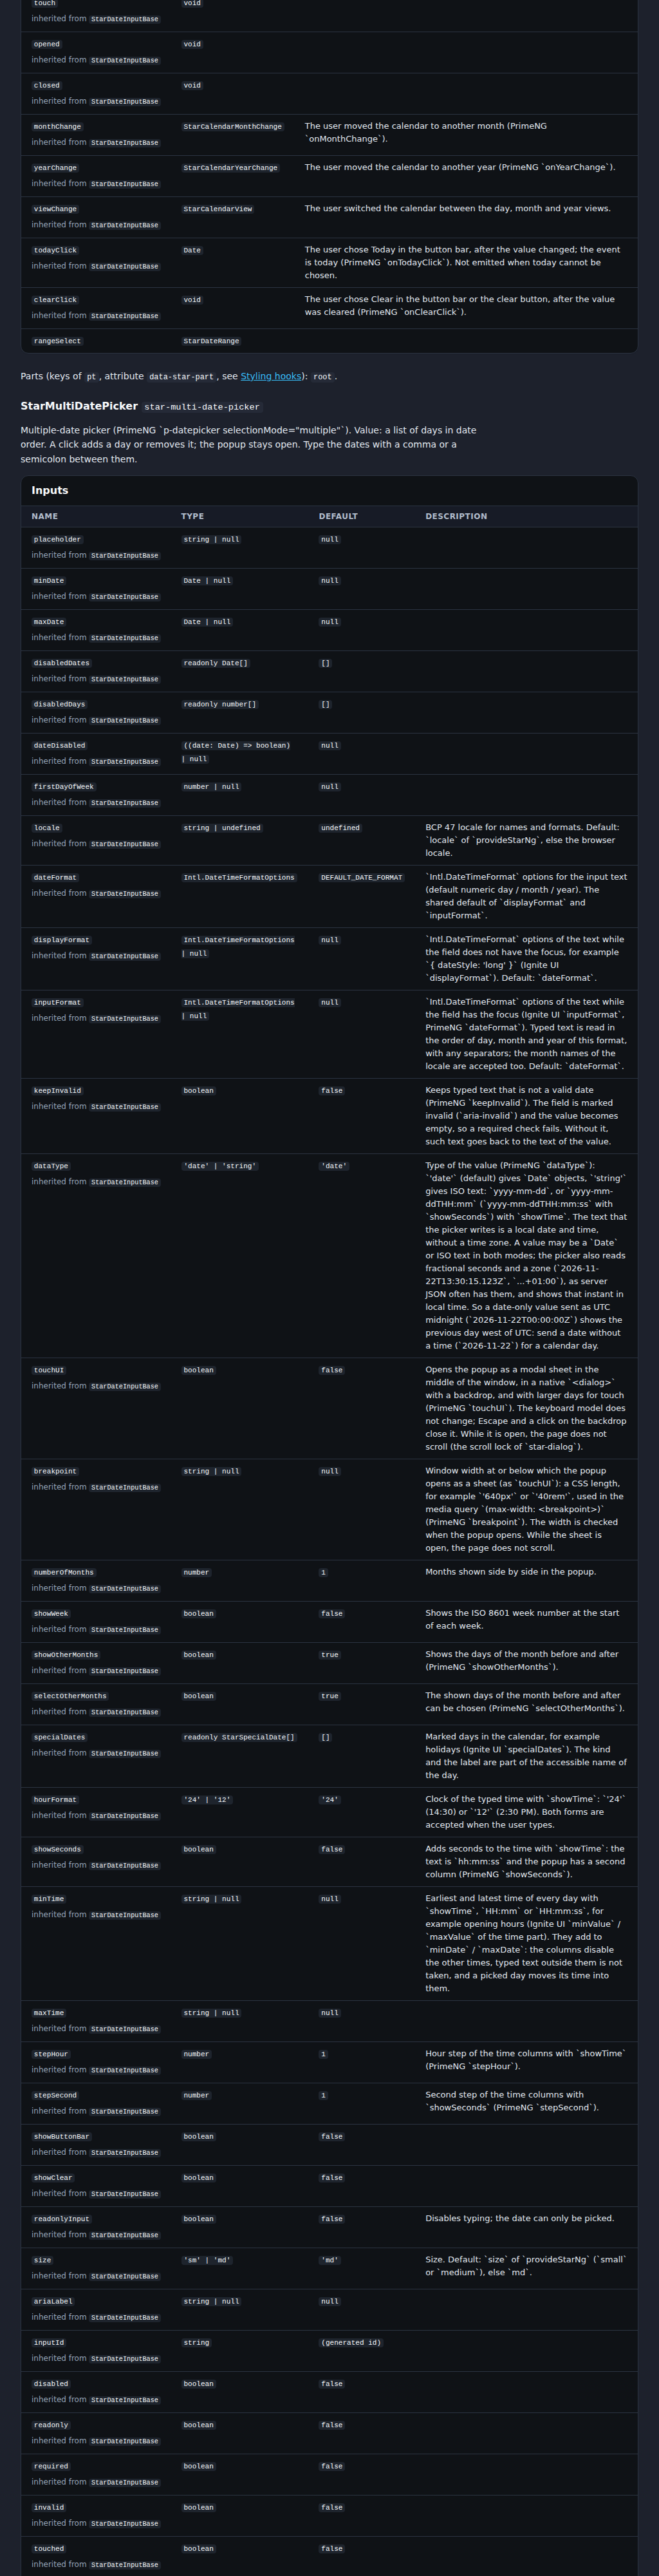 touch void
inherited from StarDateInputBase
opened void
inherited from StarDateInputBase
closed void
inherited from StarDateInputBase
monthChange StarCalendarMonthChange The user moved the calendar to another month (PrimeNG
inherited from StarDateInputBase `onMonthChange`).
yearChange StarCalendarYearChange The user moved the calendar to another year (PrimeNG `onYearChange`).
inherited from StarDateInputBase
viewChange StarCalendarView The user switched the calendar between the day, month and year views.
inherited from StarDateInputBase
todayClick Date The user chose Today in the button bar, after the value changed; the event
inherited from StarDateInputBase is today (PrimeNG `onTodayClick`). Not emitted when today cannot be
chosen.
clearClick void The user chose Clear in the button bar or the clear button, after the value
inherited from StarDateInputBase was cleared (PrimeNG `onClearClick`).
rangeSelect StarDateRange
Parts (keys of pt, attribute data-star-part, see Styling hooks): root.
StarMultiDatePicker star-multi-date-picker
Multiple-date picker (PrimeNG `p-datepicker selectionMode="multiple"`). Value: a list of days in date
order. A click adds a day or removes it; the popup stays open. Type the dates with a comma or a
semicolon between them.
Inputs
NAME TYPE DEFAULT DESCRIPTION
placeholder string | null null
inherited from StarDateInputBase
minDate Date | null null
inherited from StarDateInputBase
maxDate Date | null null
inherited from StarDateInputBase
disabledDates readonly Date[] []
inherited from StarDateInputBase
disabledDays readonly number[] []
inherited from StarDateInputBase
dateDisabled ((date: Date) => boolean) null
inherited from StarDateInputBase | null
firstDayOfWeek number | null null
inherited from StarDateInputBase
locale string | undefined undefined BCP 47 locale for names and formats. Default:
inherited from StarDateInputBase `locale` of `provideStarNg`, else the browser
locale.
dateFormat Intl.DateTimeFormatOptions DEFAULT_DATE_FORMAT `Intl.DateTimeFormat` options for the input text
inherited from StarDateInputBase (default numeric day / month / year). The
shared default of `displayFormat` and
`inputFormat`.
displayFormat Intl.DateTimeFormatOptions null `Intl.DateTimeFormat` options of the text while
inherited from StarDateInputBase | null the field does not have the focus, for example
`{ dateStyle: 'long' }` (Ignite UI
`displayFormat`). Default: `dateFormat`.
inputFormat Intl.DateTimeFormatOptions null `Intl.DateTimeFormat` options of the text while
inherited from StarDateInputBase | null the field has the focus (Ignite UI `inputFormat`,
PrimeNG `dateFormat`). Typed text is read in
the order of day, month and year of this format,
with any separators; the month names of the
locale are accepted too. Default: `dateFormat`.
keepInvalid boolean false Keeps typed text that is not a valid date
inherited from StarDateInputBase (PrimeNG `keepInvalid`). The field is marked
invalid (`aria-invalid`) and the value becomes
empty, so a required check fails. Without it,
such text goes back to the text of the value.
dataType 'date' | 'string' 'date' Type of the value (PrimeNG `dataType`):
inherited from StarDateInputBase `'date'` (default) gives `Date` objects, `'string'`
gives ISO text: `yyyy-mm-dd`, or `yyyy-mm-
ddTHH:mm` (`yyyy-mm-ddTHH:mm:ss` with
`showSeconds`) with `showTime`. The text that
the picker writes is a local date and time,
without a time zone. A value may be a `Date`
or ISO text in both modes; the picker also reads
fractional seconds and a zone (`2026-11-
22T13:30:15.123Z`, `...+01:00`), as server
JSON often has them, and shows that instant in
local time. So a date-only value sent as UTC
midnight (`2026-11-22T00:00:00Z`) shows the
previous day west of UTC: send a date without
a time (`2026-11-22`) for a calendar day.
touchUI boolean false Opens the popup as a modal sheet in the
inherited from StarDateInputBase middle of the window, in a native `<dialog>`
with a backdrop, and with larger days for touch
(PrimeNG `touchUI`). The keyboard model does
not change; Escape and a click on the backdrop
close it. While it is open, the page does not
scroll (the scroll lock of `star-dialog`).
breakpoint string | null null Window width at or below which the popup
inherited from StarDateInputBase opens as a sheet (as `touchUI`): a CSS length,
for example `'640px'` or `'40rem'`, used in the
media query `(max-width: <breakpoint>)`
(PrimeNG `breakpoint`). The width is checked
when the popup opens. While the sheet is
open, the page does not scroll.
numberOfMonths number 1 Months shown side by side in the popup.
inherited from StarDateInputBase
showWeek boolean false Shows the ISO 8601 week number at the start
inherited from StarDateInputBase of each week.
showOtherMonths boolean true Shows the days of the month before and after
inherited from StarDateInputBase (PrimeNG `showOtherMonths`).
selectOtherMonths boolean true The shown days of the month before and after
inherited from StarDateInputBase can be chosen (PrimeNG `selectOtherMonths`).
specialDates readonly StarSpecialDate[] [] Marked days in the calendar, for example
inherited from StarDateInputBase holidays (Ignite UI `specialDates`). The kind
and the label are part of the accessible name of
the day.
hourFormat '24' | '12' '24' Clock of the typed time with `showTime`: `'24'`
inherited from StarDateInputBase (14:30) or `'12'` (2:30 PM). Both forms are
accepted when the user types.
showSeconds boolean false Adds seconds to the time with `showTime`: the
inherited from StarDateInputBase text is `hh:mm:ss` and the popup has a second
column (PrimeNG `showSeconds`).
minTime string | null null Earliest and latest time of every day with
inherited from StarDateInputBase `showTime`, `HH:mm` or `HH:mm:ss`, for
example opening hours (Ignite UI `minValue` /
`maxValue` of the time part). They add to
`minDate` / `maxDate`: the columns disable
the other times, typed text outside them is not
taken, and a picked day moves its time into
them.
maxTime string | null null
inherited from StarDateInputBase
stepHour number 1 Hour step of the time columns with `showTime`
inherited from StarDateInputBase (PrimeNG `stepHour`).
stepSecond number 1 Second step of the time columns with
inherited from StarDateInputBase `showSeconds` (PrimeNG `stepSecond`).
showButtonBar boolean false
inherited from StarDateInputBase
showClear boolean false
inherited from StarDateInputBase
readonlyInput boolean false Disables typing; the date can only be picked.
inherited from StarDateInputBase
size 'sm' | 'md' 'md' Size. Default: `size` of `provideStarNg` (`small`
inherited from StarDateInputBase or `medium`), else `md`.
ariaLabel string | null null
inherited from StarDateInputBase
inputId string (generated id)
inherited from StarDateInputBase
disabled boolean false
inherited from StarDateInputBase
readonly boolean false
inherited from StarDateInputBase
required boolean false
inherited from StarDateInputBase
invalid boolean false
inherited from StarDateInputBase
touched boolean false
inherited from StarDateInputBase